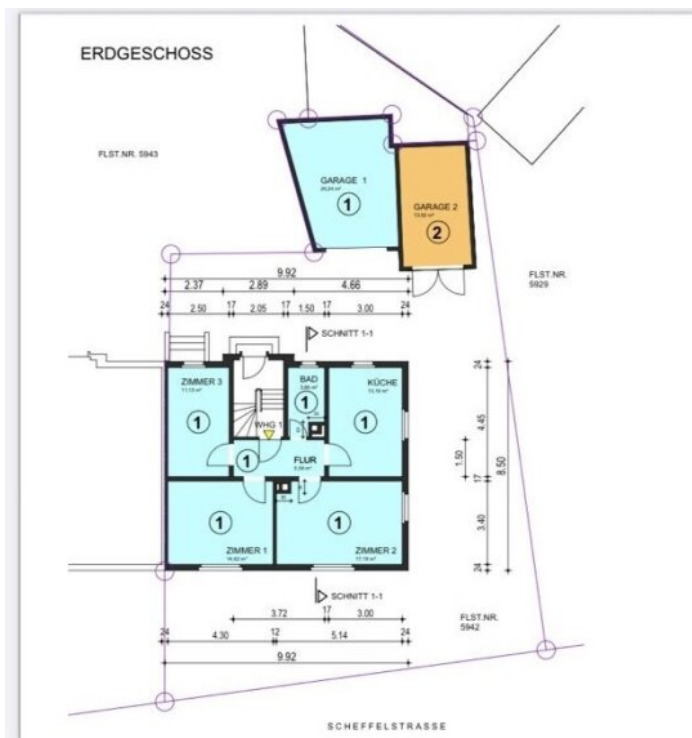 ERDGESCHOSS
FLST.NR. 5943
GARAGE 1
1
GARAGE 2
2
FLST.NR.
5929
9.92
2.37 2.89 4.66
24 2.50 17 2.05 17 1.50 17 3.00 24
SCHNITT 1-1
ZIMMER 3
1
WHG 1
BAD
1
KÜCHE
1
1
FLUR
1
ZIMMER 1
1
ZIMMER 2
24
4.45
17
3.40
24
1.50
8.50
SCHNITT 1-1
3.72 17 3.00
24 4.30 12 5.14 24
9.92
FLST.NR.
5942
SCHEFFELSTRASSE